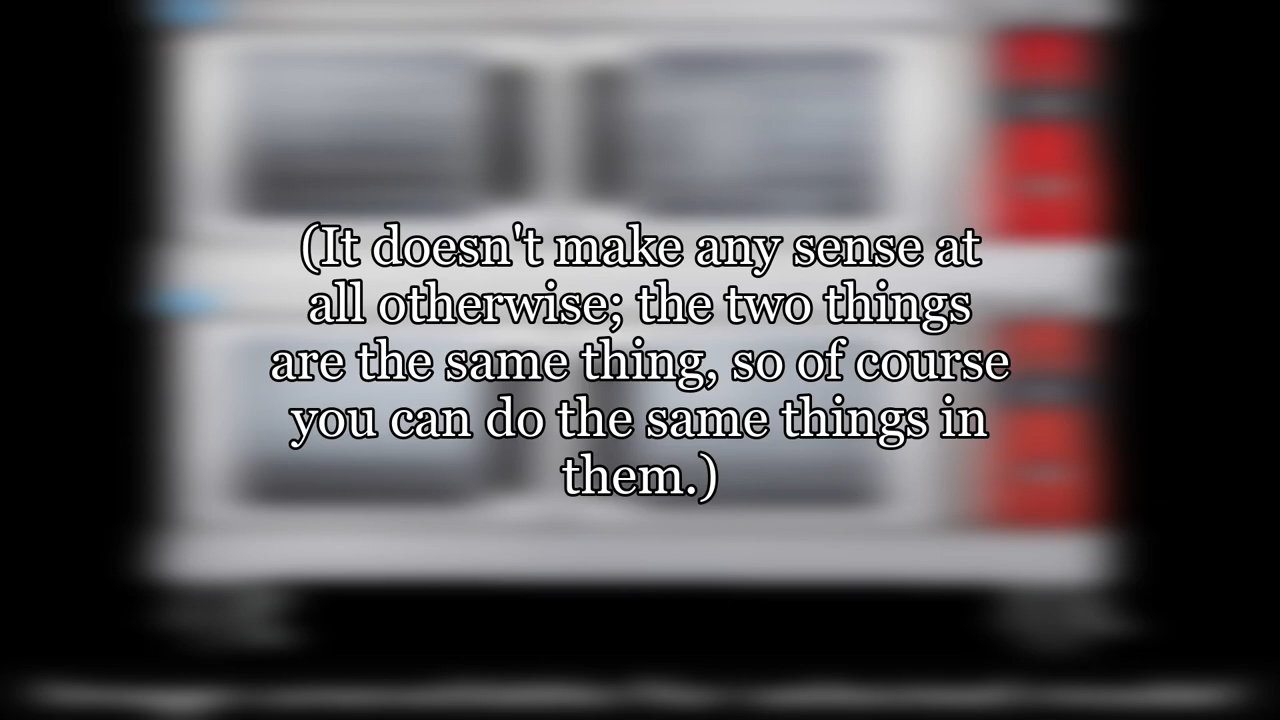 (It doesn't make any sense at
all otherwise; the two things
are the same thing, so of course
you can do the same things in
them.)